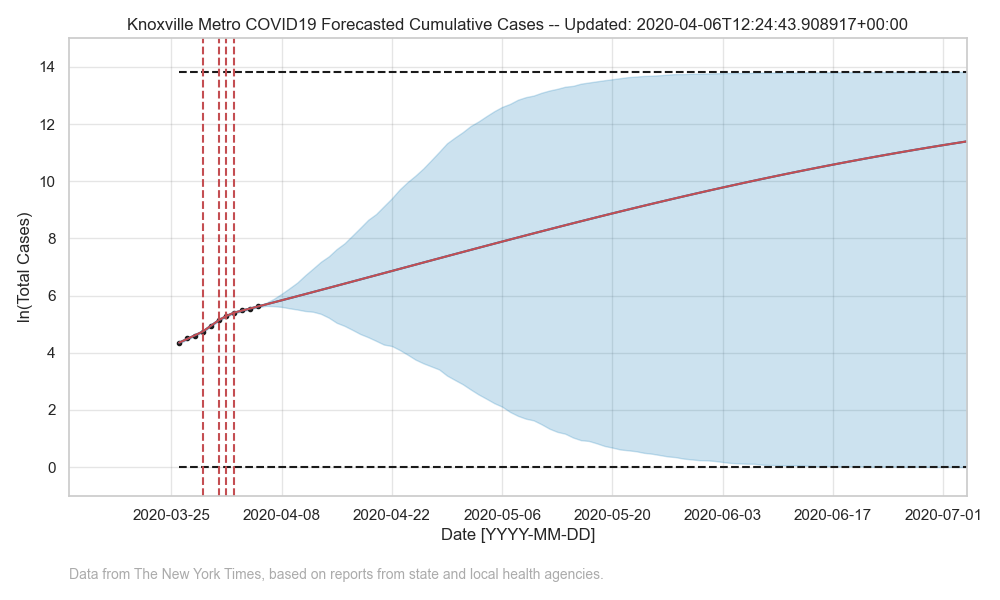 Knoxville Metro COVID19 Forecasted Cumulative Cases -- Updated: 2020-04-06T12:24:43.908917+00:00
ln(Total Cases)
14
12
10
8
6
4
2
0
2020-03-25 2020-04-08 2020-04-22 2020-05-06 2020-05-20 2020-06-03 2020-06-17 2020-07-01
Date [YYYY-MM-DD]
Data from The New York Times, based on reports from state and local health agencies.